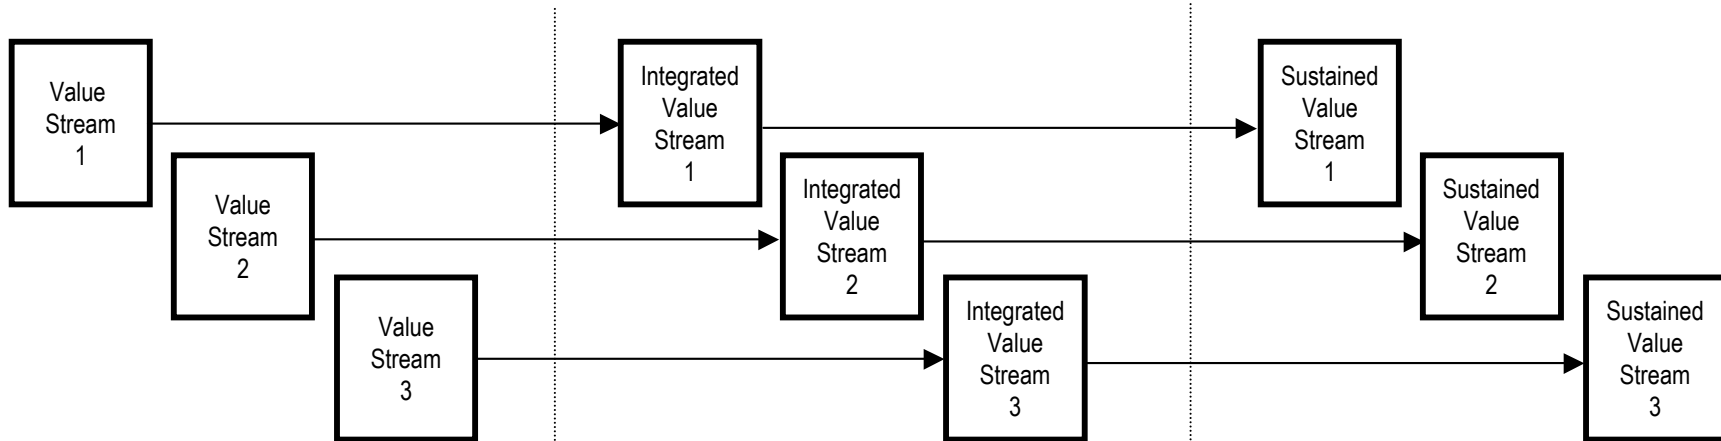 Value
Stream
1
Integrated
Value
Stream
1
Sustained
Value
Stream
1
Value
Stream
2
Integrated
Value
Stream
2
Sustained
Value
Stream
2
Value
Stream
3
Integrated
Value
Stream
3
Sustained
Value
Stream
3